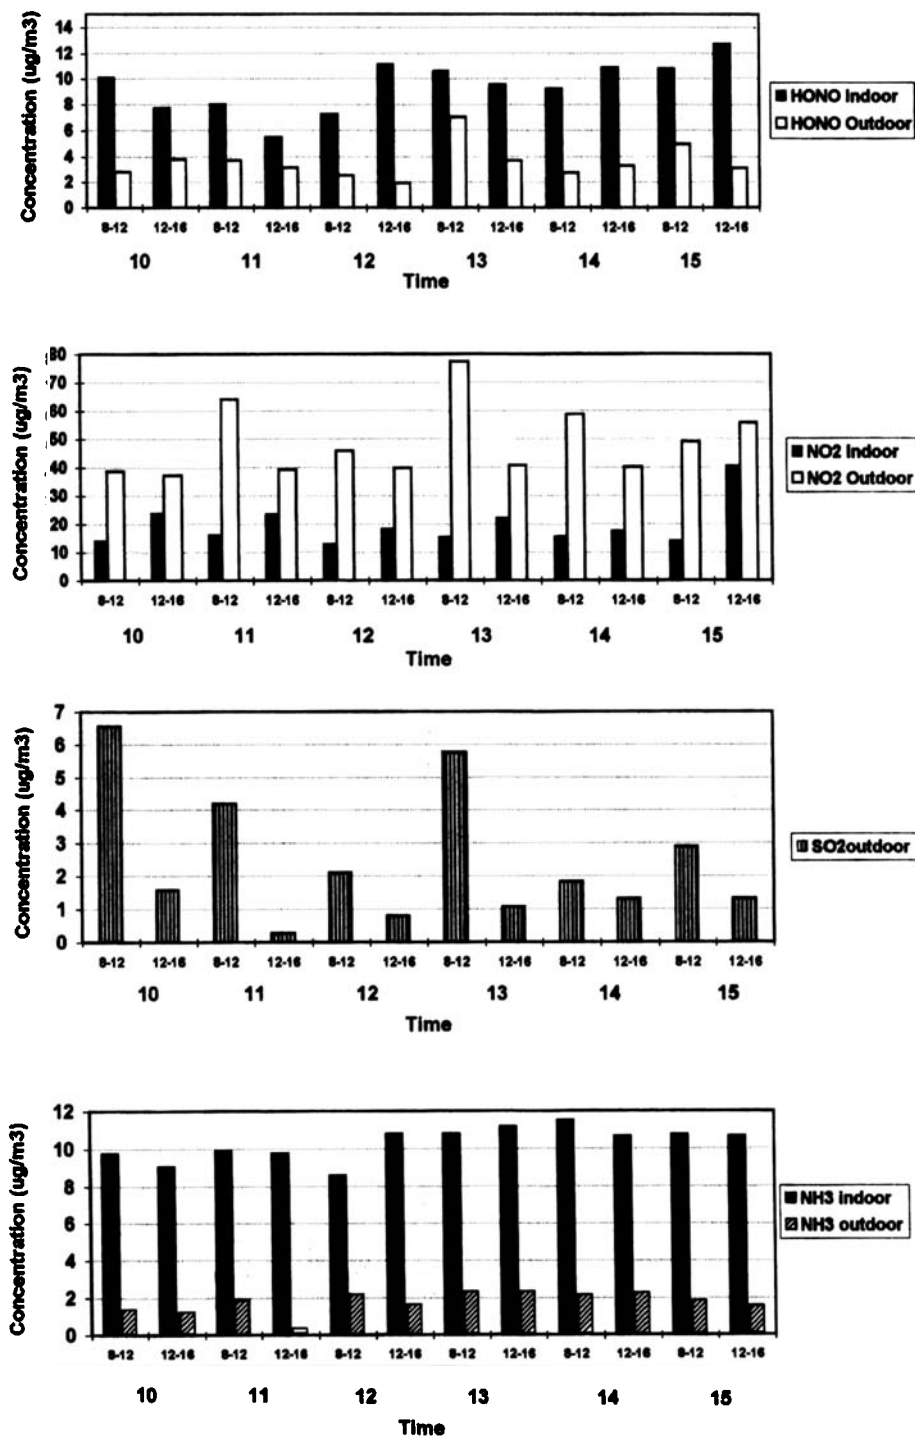 Concentration (ug/m3)
14
12
10
8
6
4
2
0
8-12 12-16 8-12 12-16 8-12 12-16 8-12 12-16 8-12 12-16 8-12 12-16
10 11 12 13 14 15
Time
HONO Indoor
HONO Outdoor
Concentration (ug/m3)
80
70
60
50
40
30
20
10
0
8-12 12-16 8-12 12-16 8-12 12-16 8-12 12-16 8-12 12-16 8-12 12-16
10 11 12 13 14 15
Time
NO2 Indoor
NO2 Outdoor
Concentration (ug/m3)
7
6
5
4
3
2
1
0
8-12 12-16 8-12 12-16 8-12 12-16 8-12 12-16 8-12 12-16 8-12 12-16
10 11 12 13 14 15
Time
SO2outdoor
Concentration (ug/m3)
12
10
8
6
4
2
0
8-12 12-16 8-12 12-16 8-12 12-16 8-12 12-16 8-12 12-16 8-12 12-16
10 11 12 13 14 15
Time
NH3 indoor
NH3 outdoor